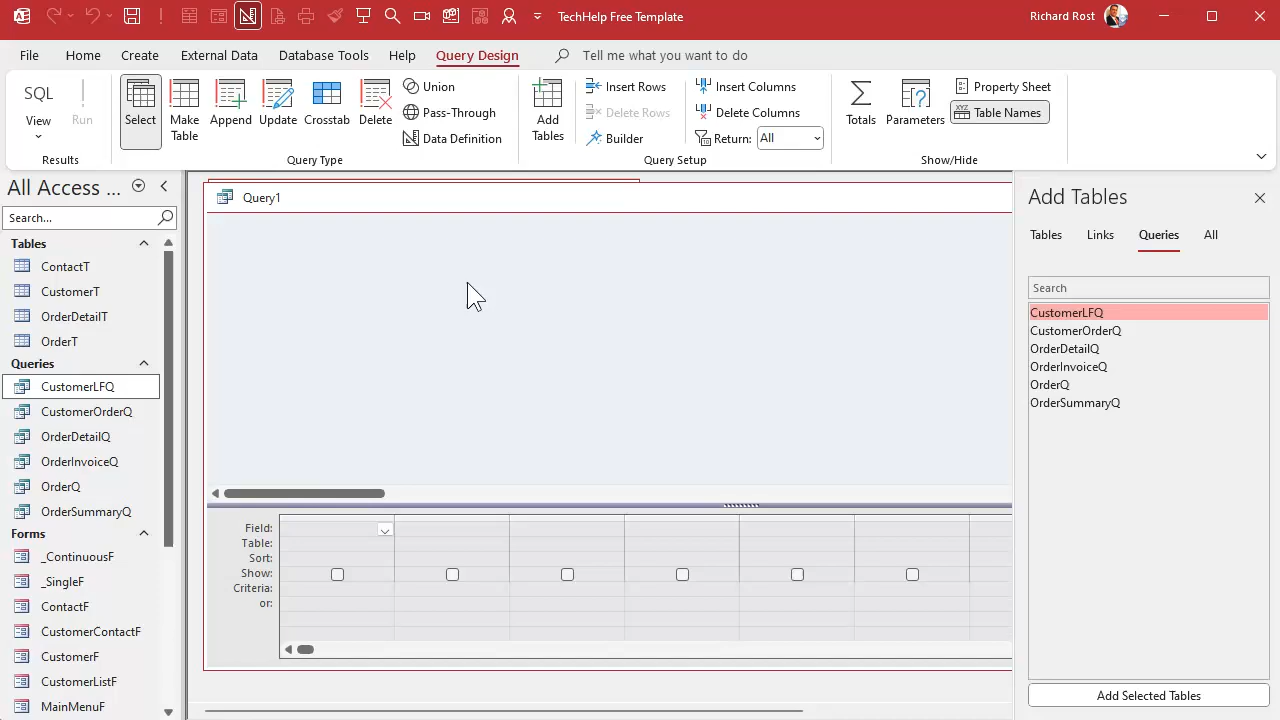 TechHelp Free Template
Richard Rost
File
Home
Create
External Data
Database Tools
Help
Query Design
Tell me what you want to do
SQL
View
Run
Results
Select
Make
Table
Append
Update
Crosstab
Delete
Union
Pass-Through
Data Definition
Query Type
Add
Tables
Insert Rows
Delete Rows
Builder
Insert Columns
Delete Columns
Return: All
Query Setup
Totals
Parameters
Property Sheet
XYZ
Table Names
Show/Hide
All Access ...
Search...
Tables
ContactT
CustomerT
OrderDetailT
OrderT
Queries
CustomerLFQ
CustomerOrderQ
OrderDetailQ
OrderInvoiceQ
OrderQ
OrderSummaryQ
Forms
_ContinuousF
_SingleF
ContactF
CustomerContactF
CustomerF
CustomerListF
MainMenuF
Query1
Field:
Table:
Sort:
Show:
Criteria:
or:
Add Tables
Tables
Links
Queries
All
Search
CustomerLFQ
CustomerOrderQ
OrderDetailQ
OrderInvoiceQ
OrderQ
OrderSummaryQ
Add Selected Tables